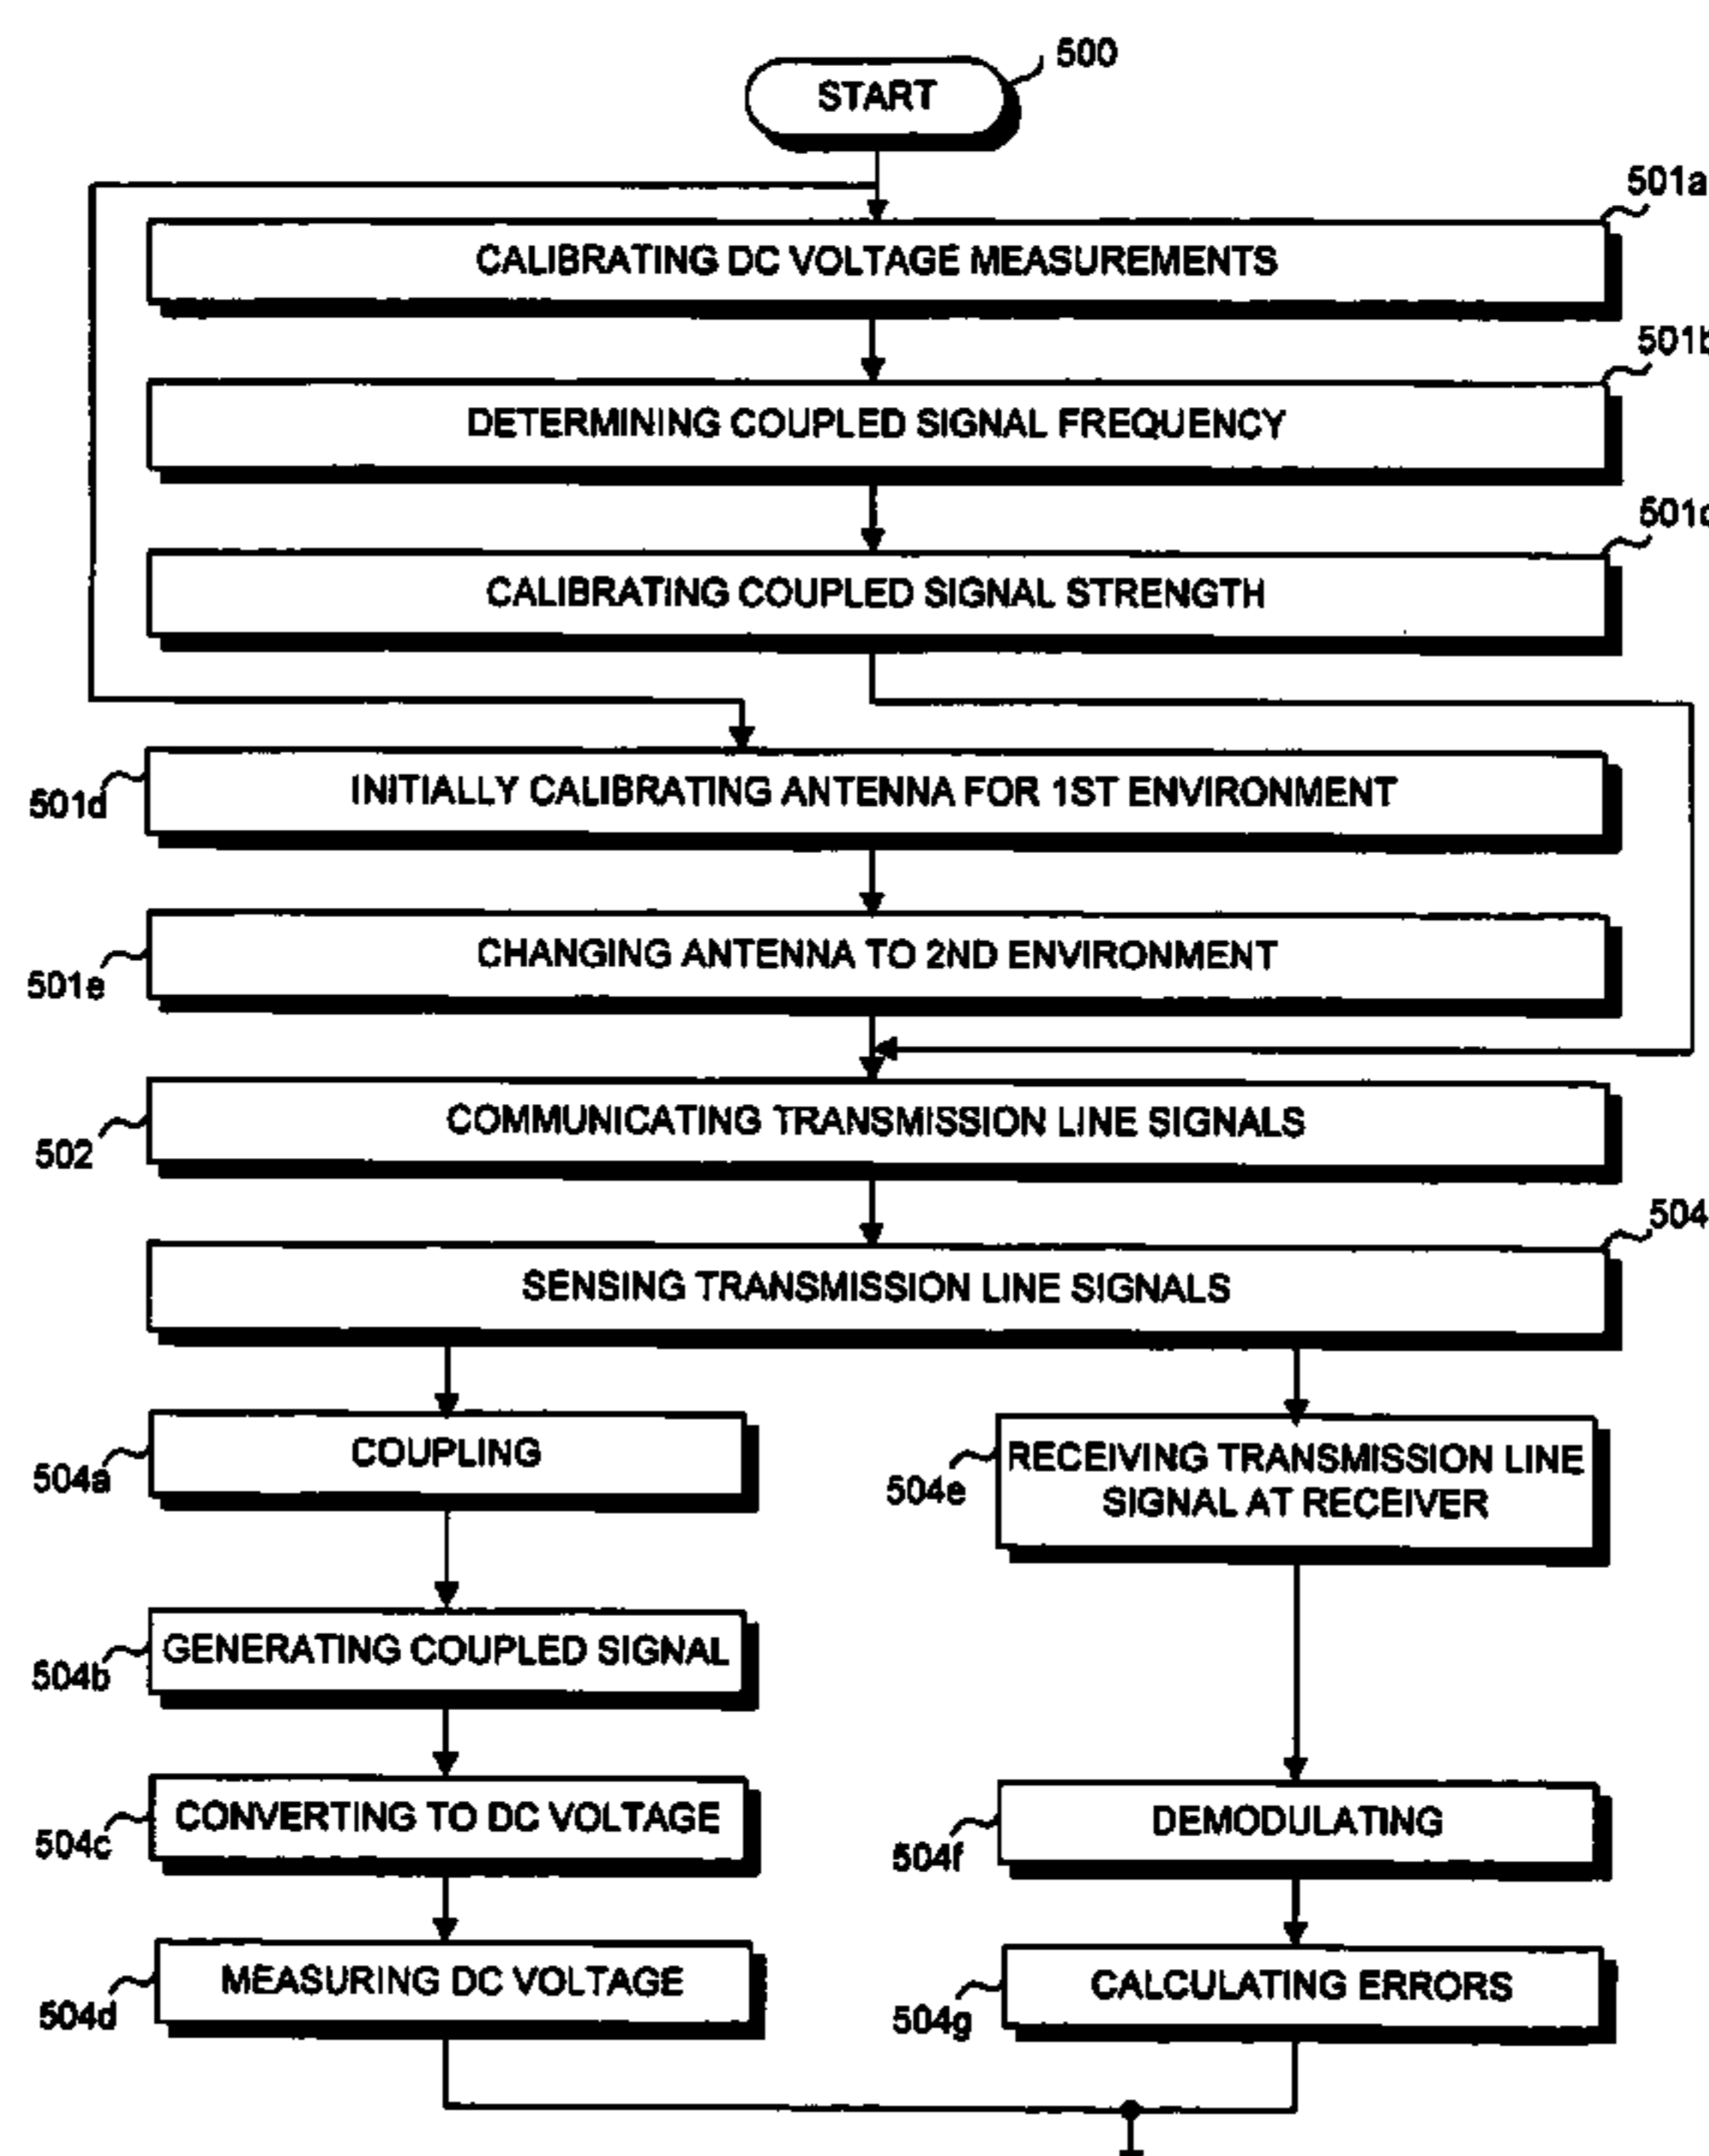 500
START
501a
CALIBRATING DC VOLTAGE MEASUREMENTS
501b
DETERMINING COUPLED SIGNAL FREQUENCY
501c
CALIBRATING COUPLED SIGNAL STRENGTH
501d
INITIALLY CALIBRATING ANTENNA FOR 1ST ENVIRONMENT
501e
CHANGING ANTENNA TO 2ND ENVIRONMENT
502
COMMUNICATING TRANSMISSION LINE SIGNALS
504
SENSING TRANSMISSION LINE SIGNALS
504a
COUPLING
504e
RECEIVING TRANSMISSION LINE
SIGNAL AT RECEIVER
504b
GENERATING COUPLED SIGNAL
504c
CONVERTING TO DC VOLTAGE
504f
DEMODULATING
504d
MEASURING DC VOLTAGE
504g
CALCULATING ERRORS